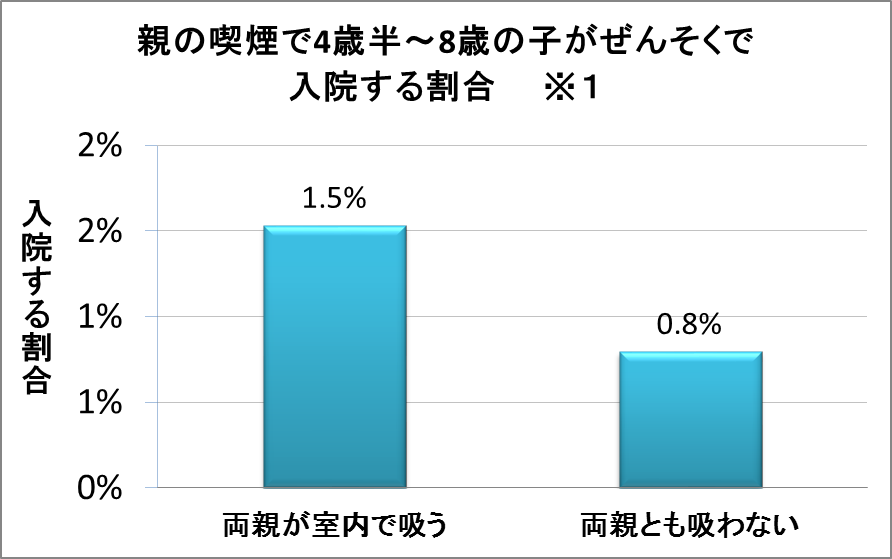 親の喫煙で4歳半～8歳の子がぜんそくで
入院する割合　※１
入院する割合
2%
2%
1%
1%
0%
1.5%
0.8%
両親が室内で吸う
両親とも吸わない